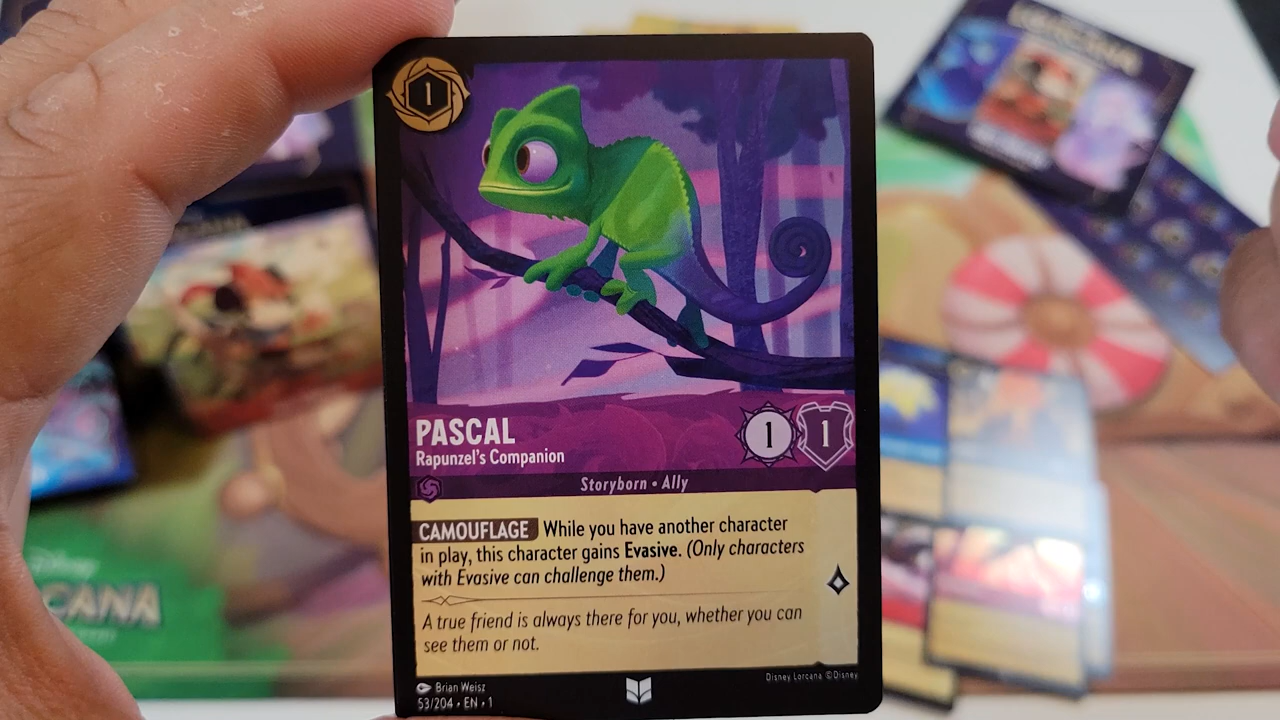 1
PASCAL
Rapunzel's Companion
1 1
Storyborn • Ally
CAMOUFLAGE While you have another character
in play, this character gains Evasive. (Only characters
with Evasive can challenge them.)
A true friend is always there for you, whether you can
see them or not.
Brian Weisz
Disney Lorcana ©Disney
53/204 • EN • 1
Disney
CANA